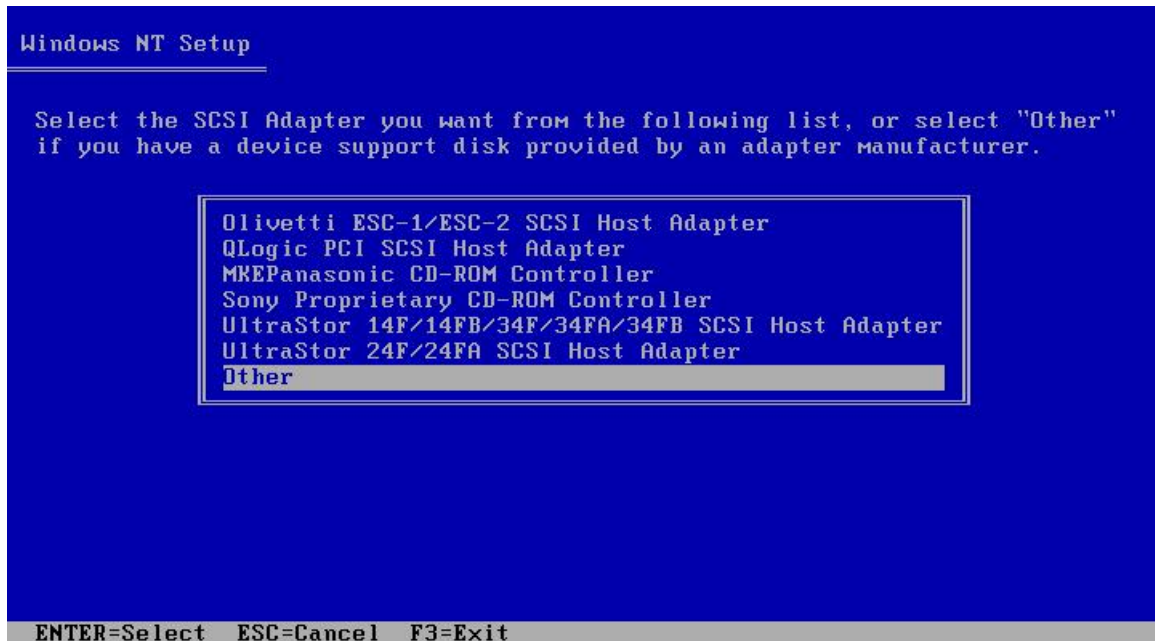 Windows NT Setup
Select the SCSI Adapter you want from the following list, or select "Other"
if you have a device support disk provided by an adapter manufacturer.
Olivetti ESC-1/ESC-2 SCSI Host Adapter
QLogic PCI SCSI Host Adapter
MKEPanasonic CD-ROM Controller
Sony Proprietary CD-ROM Controller
UltraStor 14F/14FB/34F/34FA/34FB SCSI Host Adapter
UltraStor 24F/24FA SCSI Host Adapter
Other
ENTER=Select ESC=Cancel F3=Exit